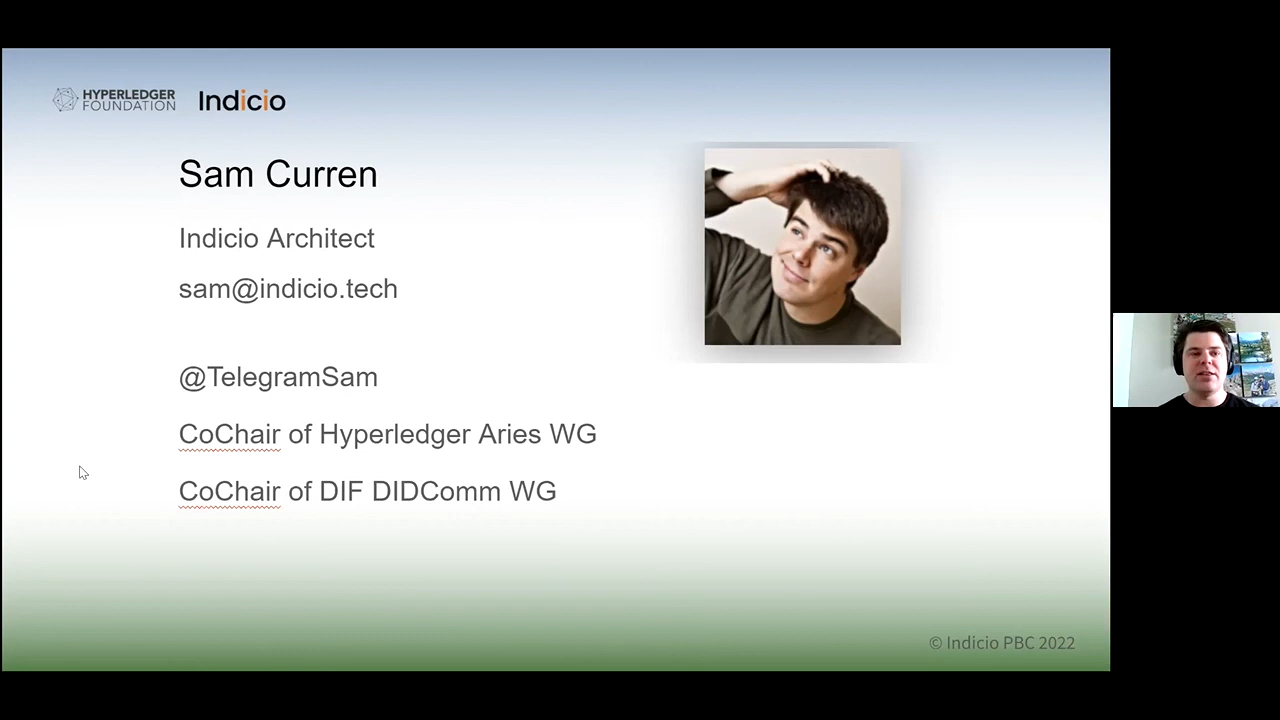 HYPERLEDGER
FOUNDATION
Indicio
Sam Curren
Indicio Architect
sam@indicio.tech
@TelegramSam
CoChair of Hyperledger Aries WG
CoChair of DIF DIDComm WG
© Indicio PBC 2022